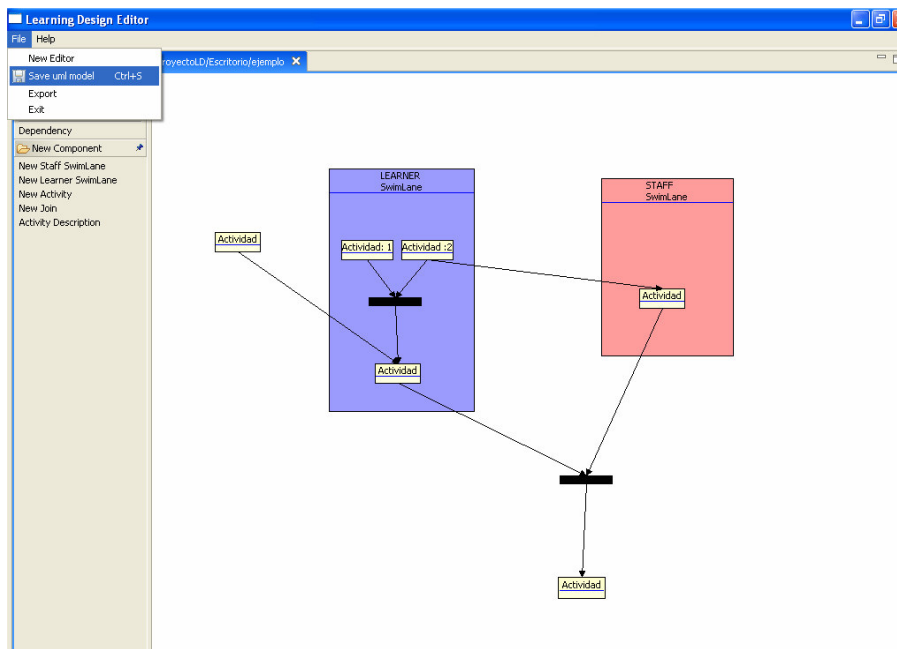 Learning Design Editor
File Help
New Editor
Save uml model Ctrl+S
Export
Exit
royectoLD/Escritorio/ejemplo
Dependency
New Component
New Staff SwimLane
New Learner SwimLane
New Activity
New Join
Activity Description
LEARNER
SwimLane
STAFF
SwimLane
Actividad
Actividad: 1
Actividad :2
Actividad
Actividad
Actividad